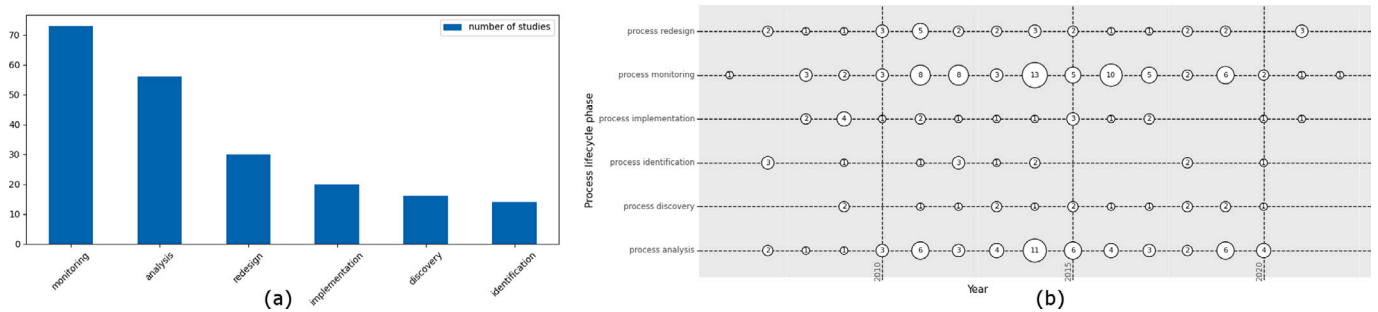 number of studies
70
60
50
40
30
20
10
0
monitoring
analysis
redesign
implementation
discovery
identification
(a)
Process lifecycle phase
process redesign 2 1 1 3 5 2 2 3 2 1 1 2 2 3
process monitoring 1 3 2 3 8 8 3 13 5 10 5 2 6 2 1 1
process implementation 2 4 1 2 1 1 1 3 1 2 1 1
process identification 3 1 1 3 1 2 2 1
process discovery 2 1 1 2 1 2 1 1 2 2 1
process analysis 2 1 1 3 6 3 4 11 6 4 3 2 6 4
2010
2015
2020
Year
(b)